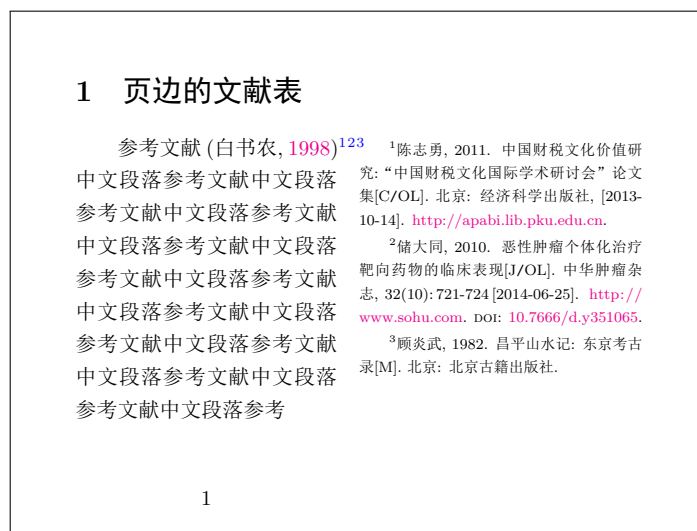 1 页边的文献表
参考文献 (白书农, 1998)123
中文段落参考文献中文段落
参考文献中文段落参考文献
中文段落参考文献中文段落
参考文献中文段落参考文献
中文段落参考文献中文段落
参考文献中文段落参考文献
中文段落参考文献中文段落
参考文献中文段落参考
1陈志勇, 2011. 中国财税文化价值研
究: “中国财税文化国际学术研讨会” 论文
集[C/OL]. 北京: 经济科学出版社, [2013-
10-14]. http://apabi.lib.pku.edu.cn.
2储大同, 2010. 恶性肿瘤个体化治疗
靶向药物的临床表现[J/OL]. 中华肿瘤杂
志, 32(10): 721-724 [2014-06-25]. http://
www.sohu.com. DOI: 10.7666/d.y351065.
3顾炎武, 1982. 昌平山水记: 东京考古
录[M]. 北京: 北京古籍出版社.
1